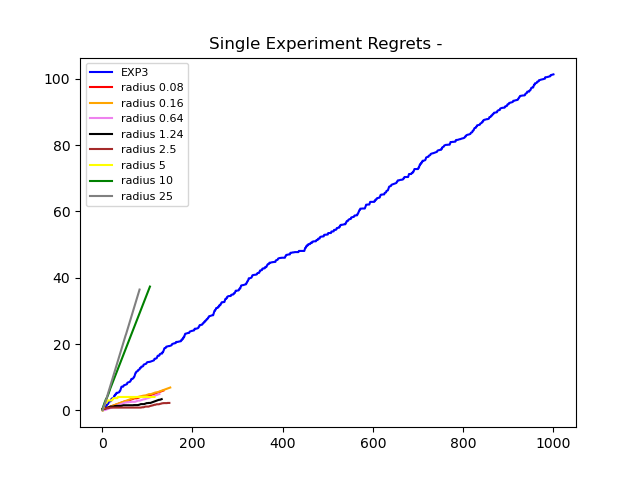 Single Experiment Regrets -
EXP3
radius 0.08
radius 0.16
radius 0.64
radius 1.24
radius 2.5
radius 5
radius 10
radius 25
100
80
60
40
20
0
0 200 400 600 800 1000